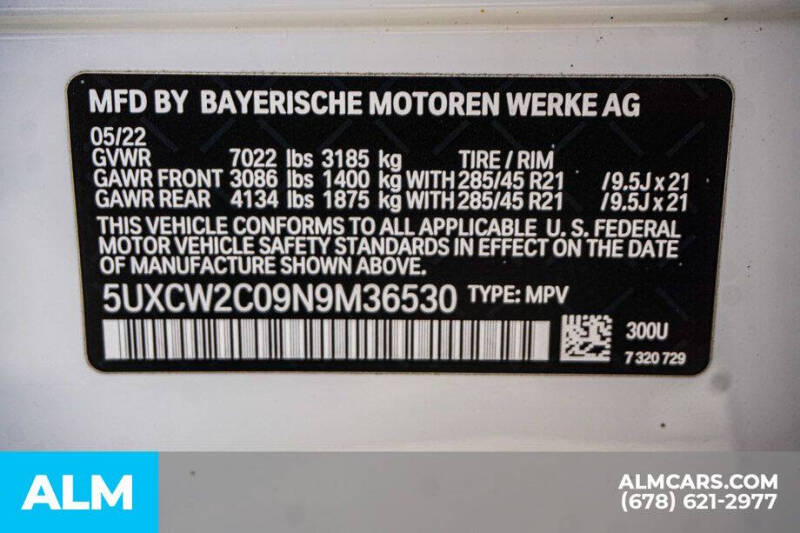 MFD BY BAYERISCHE MOTOREN WERKE AG
05/22
GVWR 7022 lbs 3185 kg TIRE / RIM
GAWR FRONT 3086 lbs 1400 kg WITH 285/45 R21 /9.5J x 21
GAWR REAR 4134 lbs 1875 kg WITH 285/45 R21 /9.5J x 21
THIS VEHICLE CONFORMS TO ALL APPLICABLE U. S. FEDERAL
MOTOR VEHICLE SAFETY STANDARDS IN EFFECT ON THE DATE
OF MANUFACTURE SHOWN ABOVE.
5UXCW2C09N9M36530 TYPE: MPV
300U
7 320 729
ALM
ALMCARS.COM
(678) 621-2977